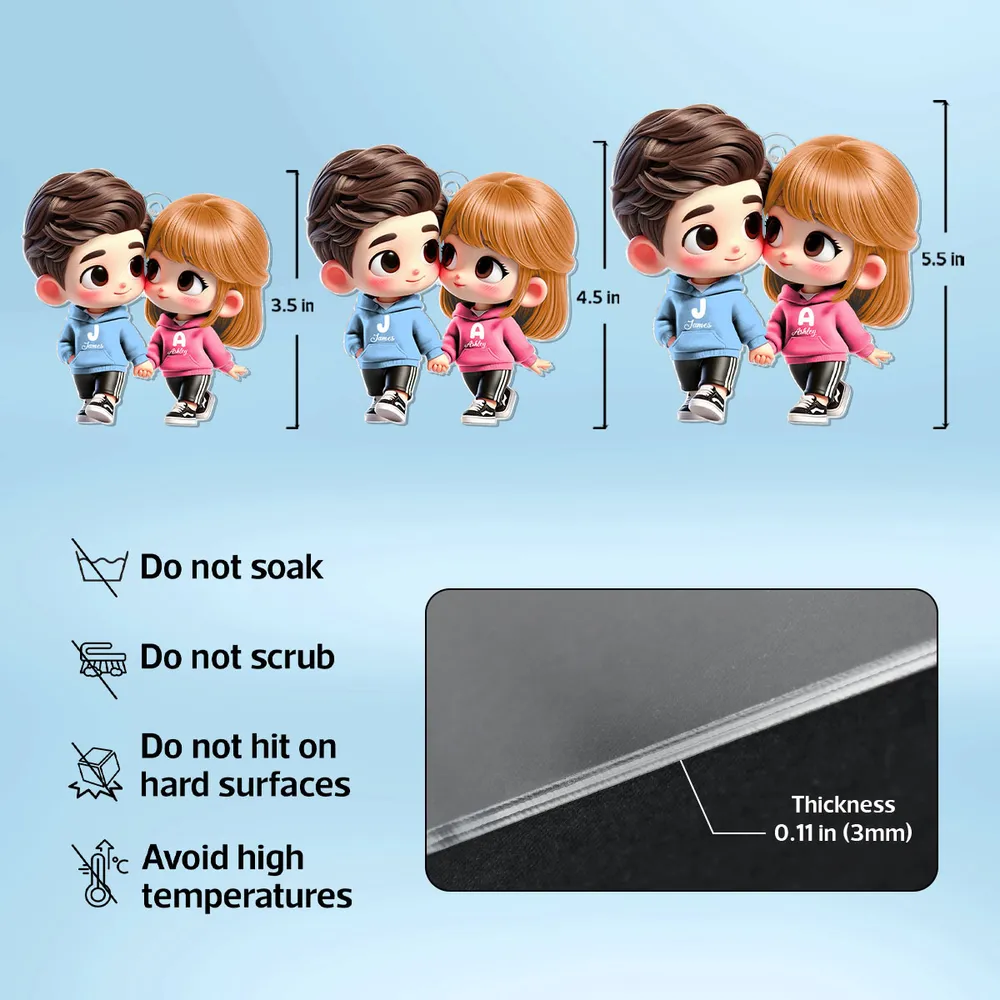 3.5 in
4.5 in
5.5 in
J
James
A
Ashley
J
James
A
Ashley
J
James
A
Ashley
Do not soak
Do not scrub
Do not hit on
hard surfaces
°C
Avoid high
temperatures
Thickness
0.11 in (3mm)